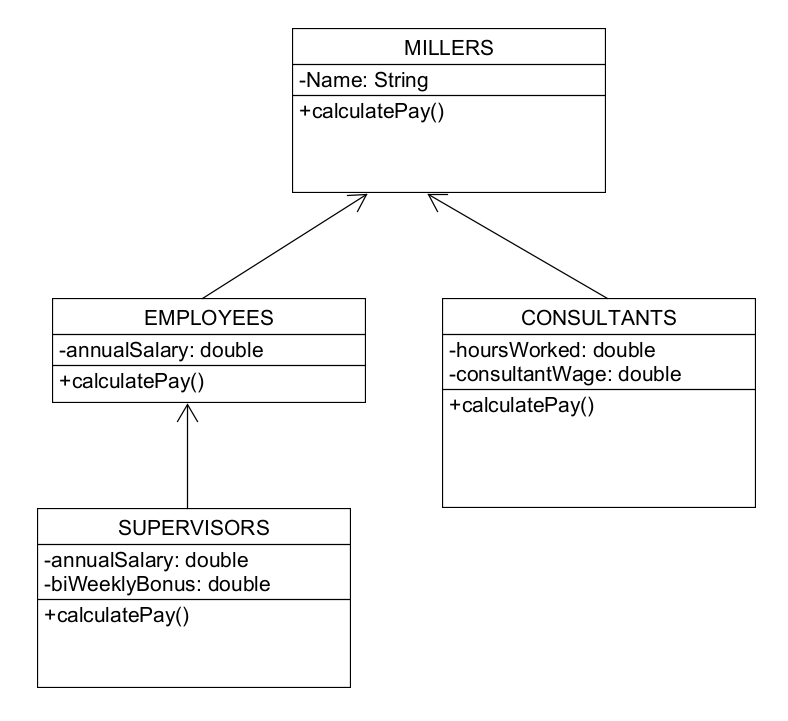 MILLERS
-Name: String
+calculatePay()
EMPLOYEES
-annualSalary: double
+calculatePay()
CONSULTANTS
-hoursWorked: double
-consultantWage: double
+calculatePay()
SUPERVISORS
-annualSalary: double
-biWeeklyBonus: double
+calculatePay()